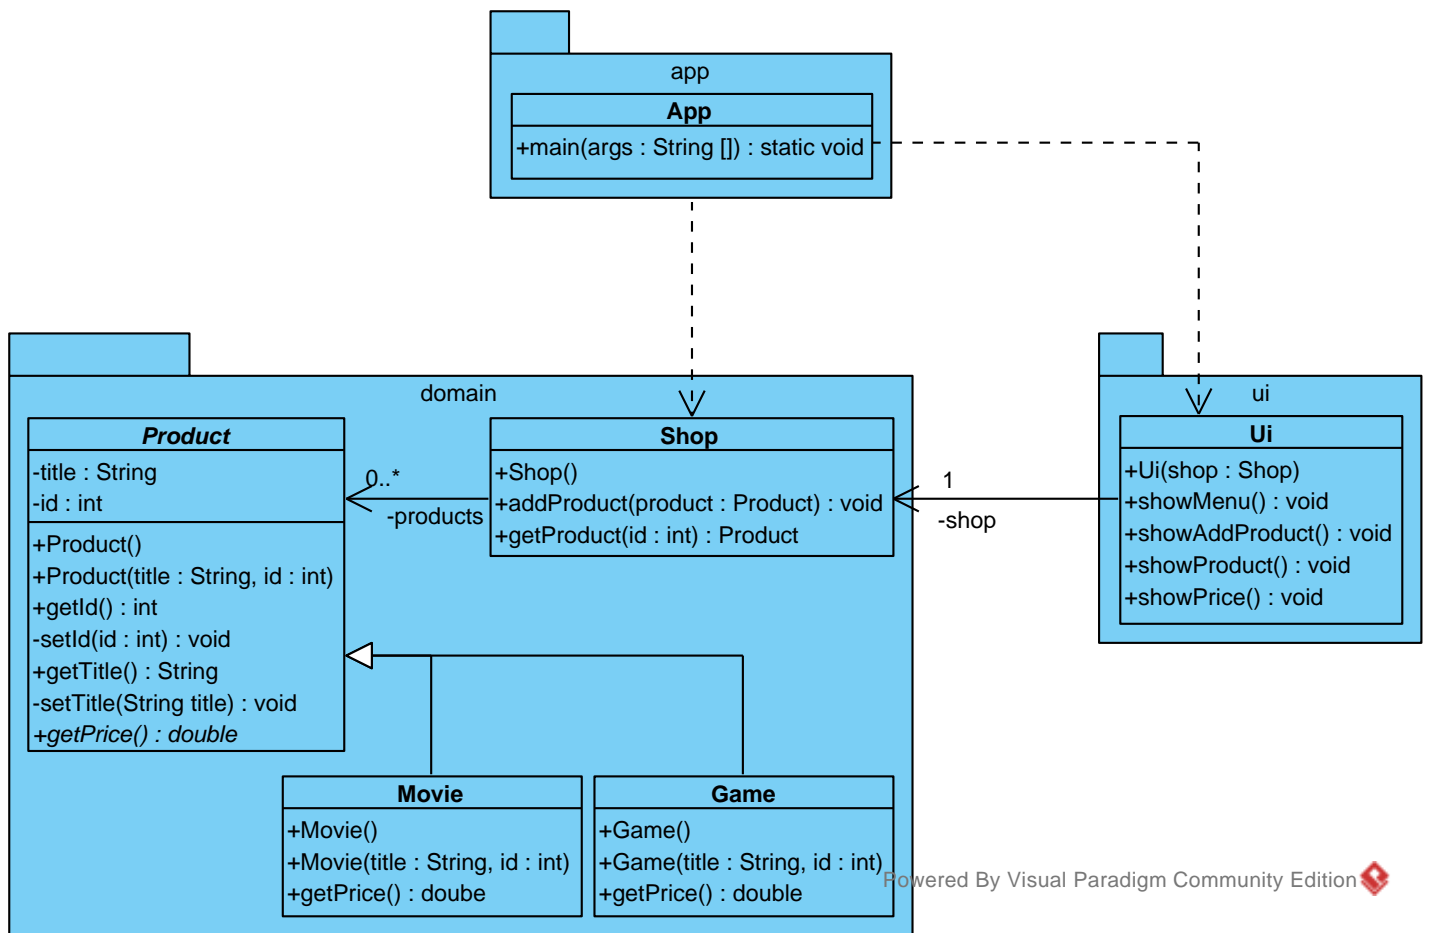 app
App
+main(args : String []) : static void
domain
Product
-title : String
-id : int
+Product()
+Product(title : String, id : int)
+getId() : int
-setId(id : int) : void
+getTitle() : String
-setTitle(String title) : void
+getPrice() : double
0..*
-products
Shop
+Shop()
+addProduct(product : Product) : void
+getProduct(id : int) : Product
1
-shop
ui
Ui
+Ui(shop : Shop)
+showMenu() : void
+showAddProduct() : void
+showProduct() : void
+showPrice() : void
Movie
+Movie()
+Movie(title : String, id : int)
+getPrice() : doube
Game
+Game()
+Game(title : String, id : int)
+getPrice() : double
Powered By Visual Paradigm Community Edition